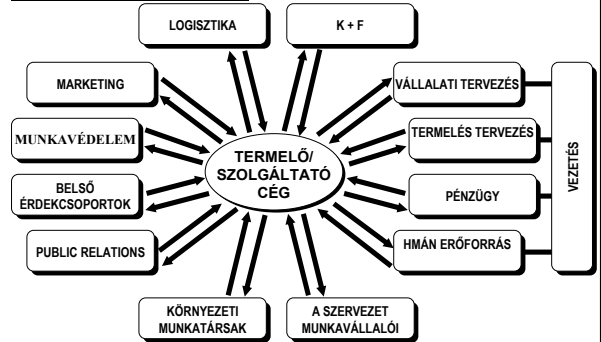 LOGISZTIKA
K + F
MARKETING
VÁLLALATI TERVEZÉS
MUNKAVÉDELEM
TERMELÉS TERVEZÉS
TERMELŐ/
SZOLGÁLTATÓ
CÉG
VEZETÉS
BELSŐ
ÉRDEKCSOPORTOK
PÉNZÜGY
PUBLIC RELATIONS
HMÁN ERŐFORRÁS
KÖRNYEZETI
MUNKATÁRSAK
A SZERVEZET
MUNKAVÁLLALÓI